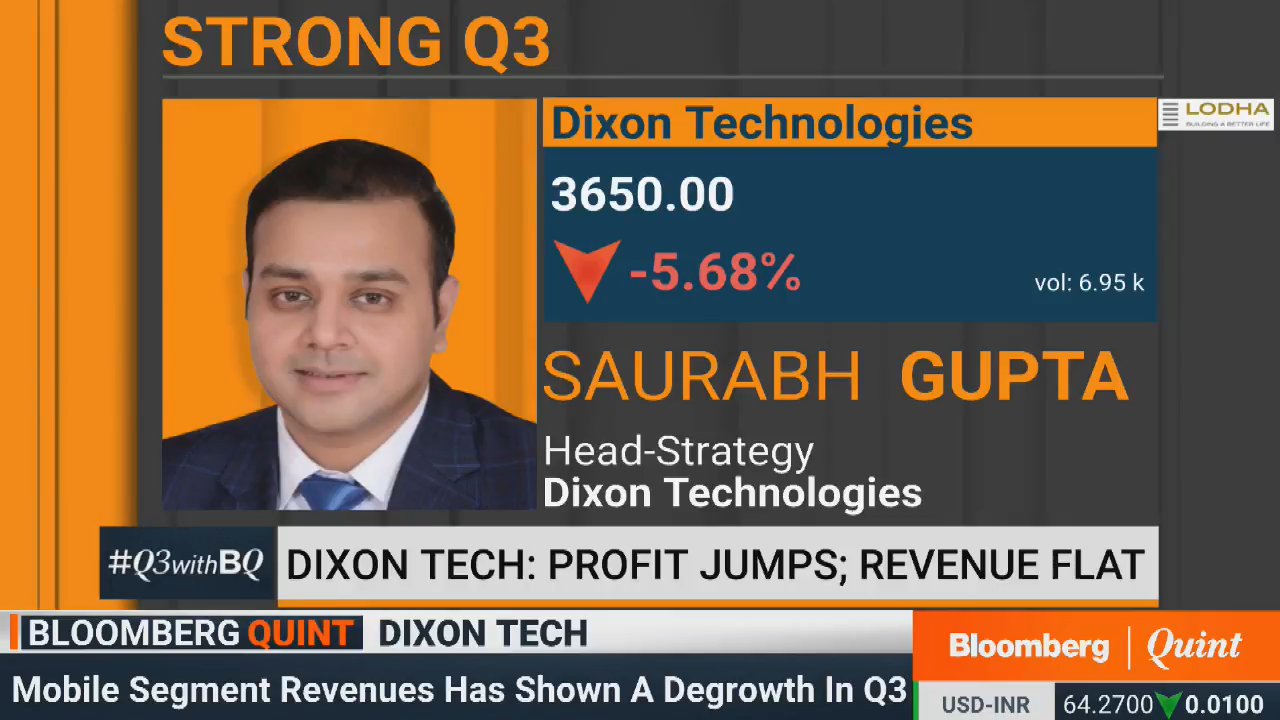 STRONG Q3
Dixon Technologies
LODHA
BUILDING A BETTER LIFE
3650.00
-5.68%
vol: 6.95 k
SAURABH GUPTA
Head-Strategy
Dixon Technologies
#Q3withBQ
DIXON TECH: PROFIT JUMPS; REVENUE FLAT
BLOOMBERG QUINT DIXON TECH
Bloomberg | Quint
Mobile Segment Revenues Has Shown A Degrowth In Q3
USD-INR 64.2700 0.0100